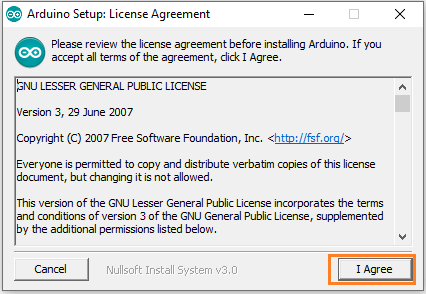 Arduino Setup: License Agreement
Please review the license agreement before installing Arduino. If you
accept all terms of the agreement, click I Agree.
GNU LESSER GENERAL PUBLIC LICENSE
Version 3, 29 June 2007
Copyright (C) 2007 Free Software Foundation, Inc. <http://fsf.org/>
Everyone is permitted to copy and distribute verbatim copies of this license
document, but changing it is not allowed.
This version of the GNU Lesser General Public License incorporates the terms
and conditions of version 3 of the GNU General Public License, supplemented
by the additional permissions listed below.
Cancel
Nullsoft Install System v3.0
I Agree